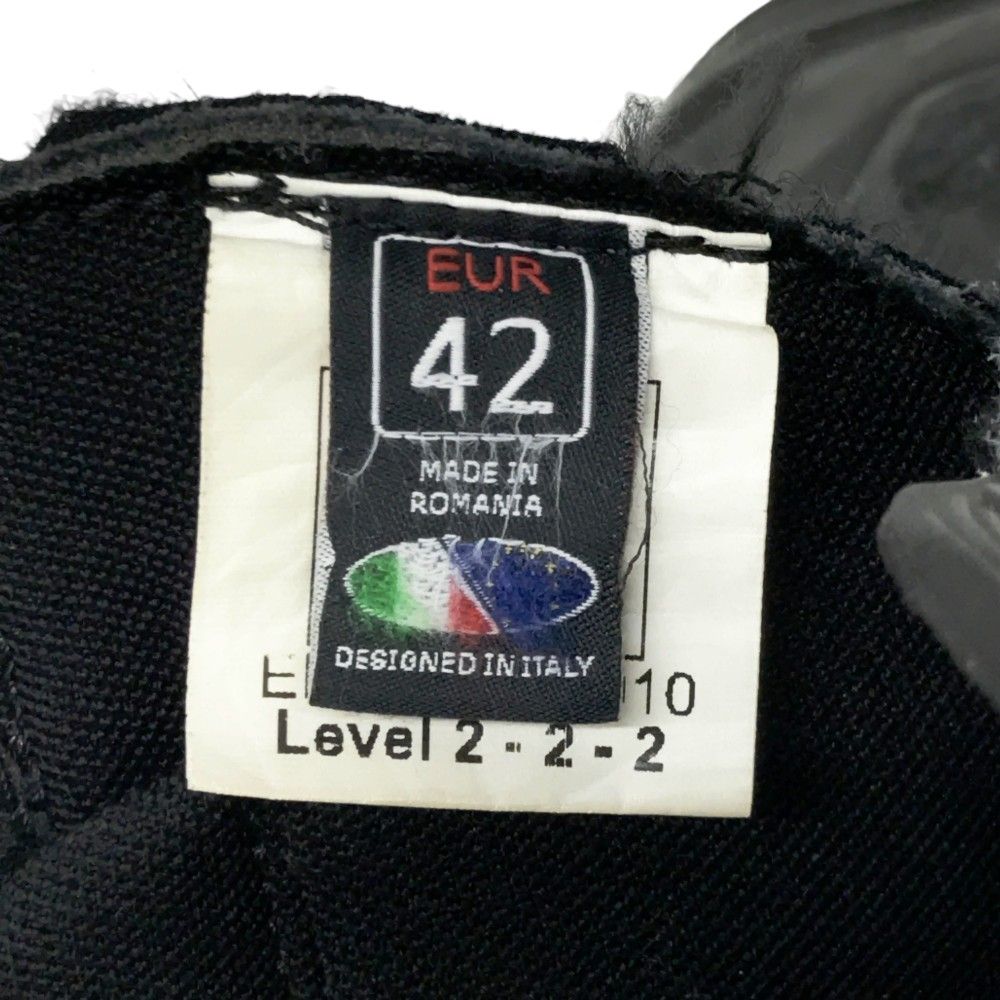 EUR
42
MADE IN
ROMANIA
DESIGNED IN ITALY
10
Level 2 - 2 - 2